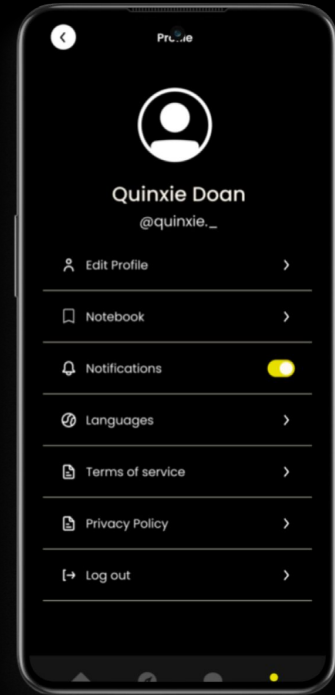 Profile
Quinxie Doan
@quinxie._
Edit Profile
Notebook
Notifications
Languages
Terms of service
Privacy Policy
Log out